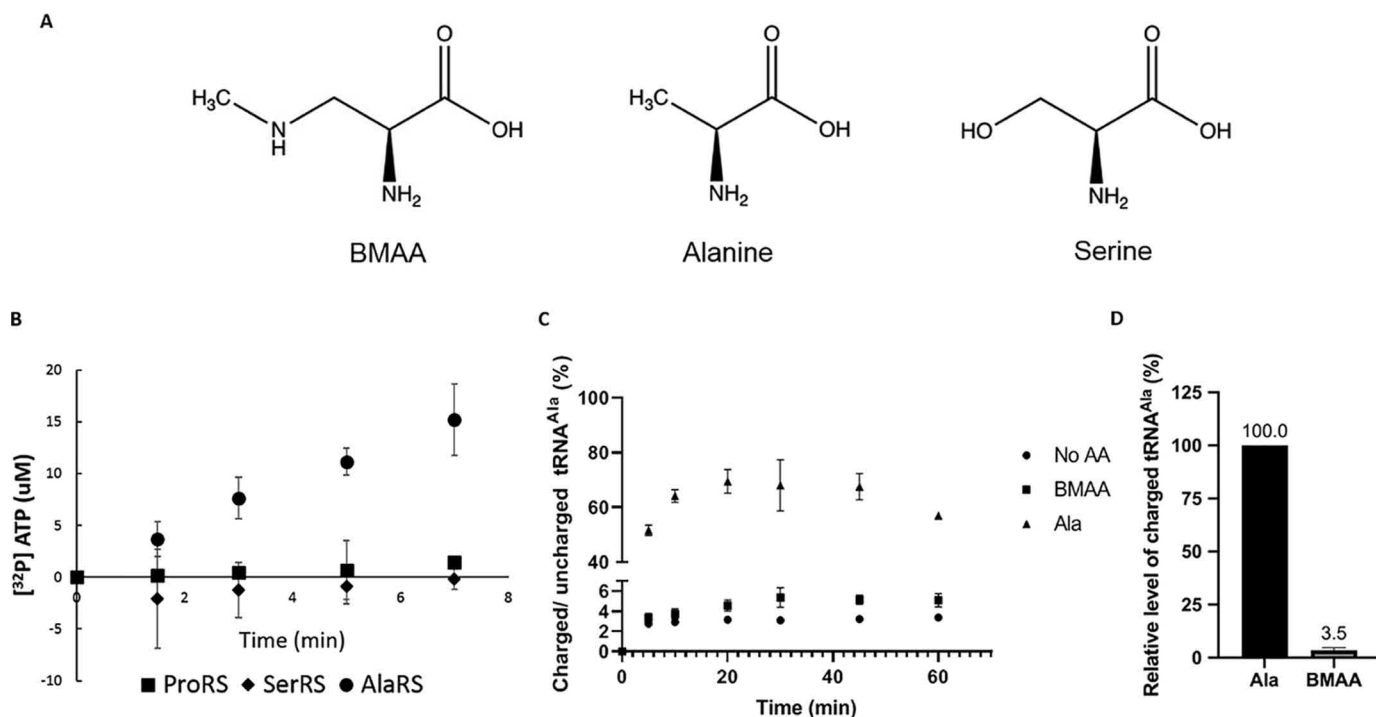 A
O
H₃C
N
H
OH
NH₂
BMAA
O
H₃C
OH
NH₂
Alanine
O
HO
OH
NH₂
Serine
B
[³²P] ATP (uM)
20
15
10
5
0
-5
-10
0
2
4
6
8
Time (min)
ProRS
SerRS
AlaRS
C
Charged/ uncharged tRNAᴬˡᵃ (%)
100
80
60
40
6
4
2
0
0
20
40
60
Time (min)
No AA
BMAA
Ala
D
Relative level of charged tRNAᴬˡᵃ (%)
125
100
75
50
25
0
100.0
3.5
Ala
BMAA